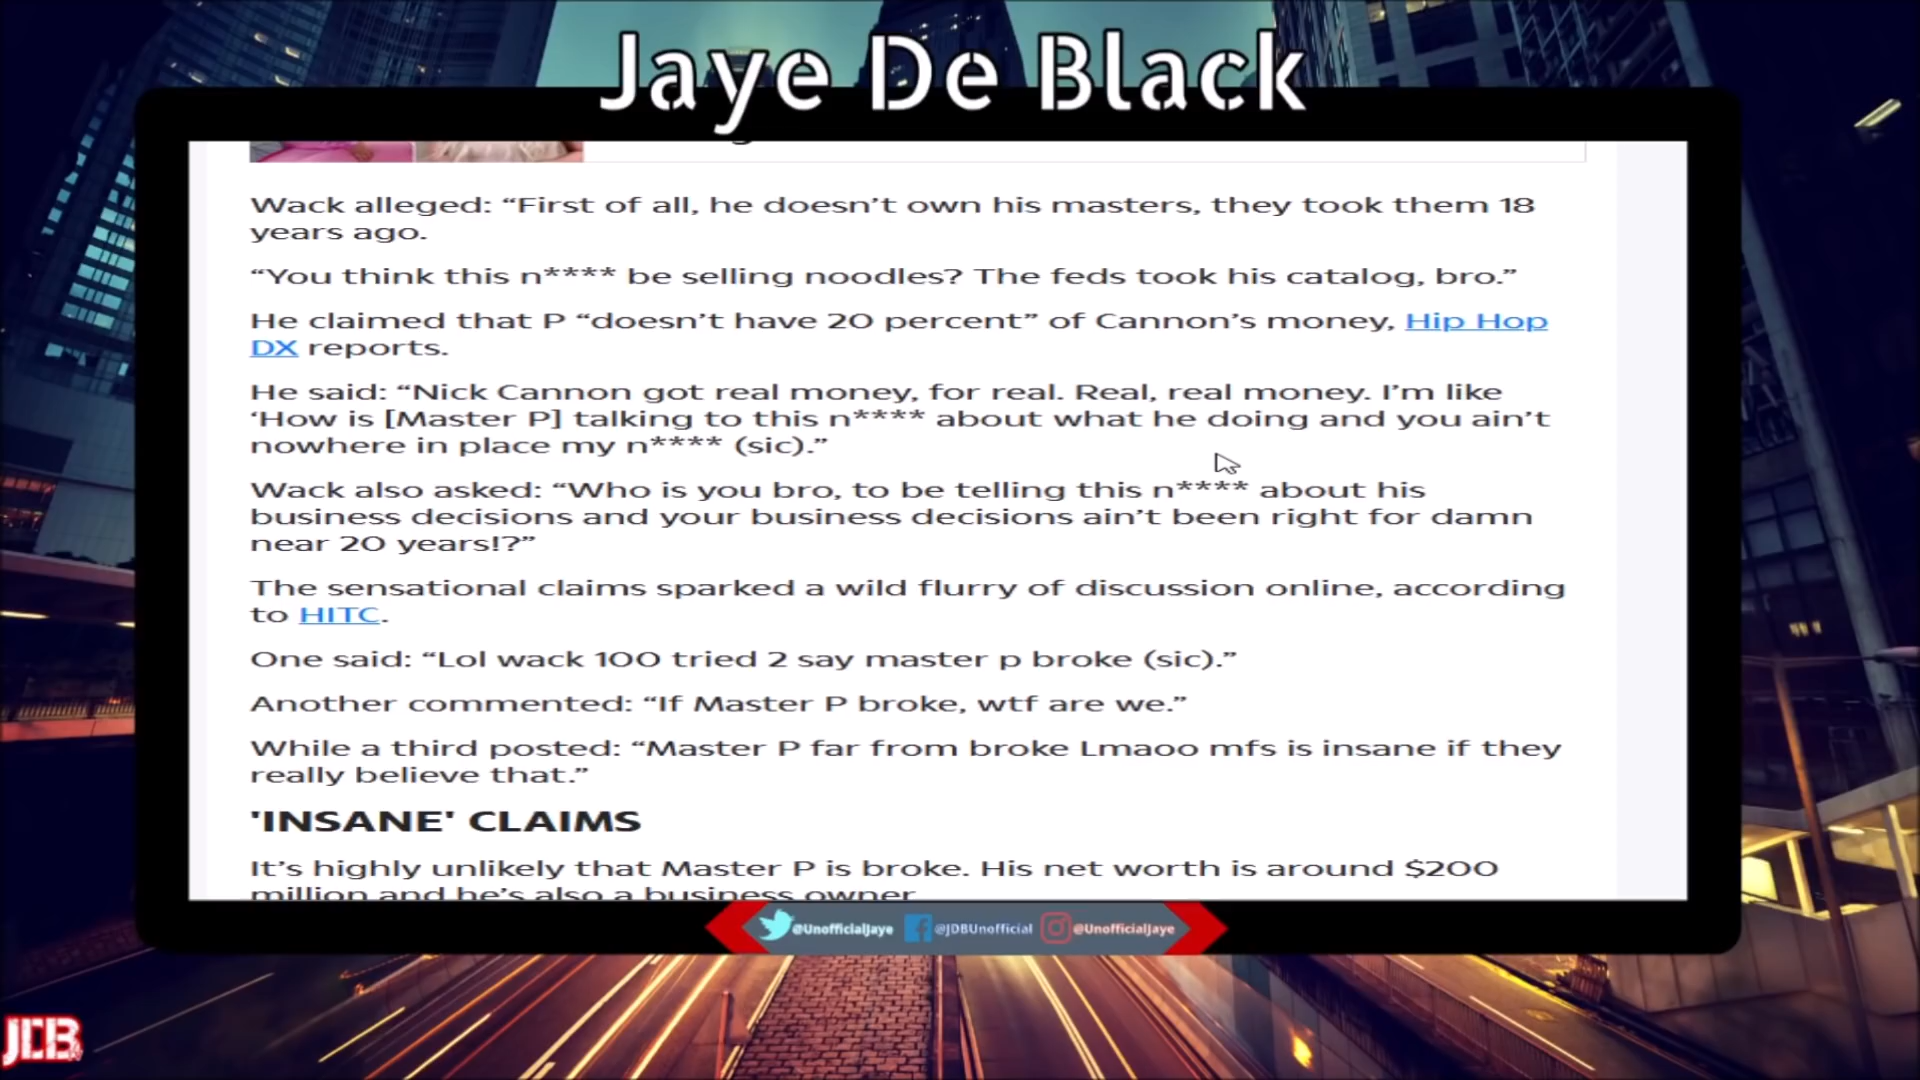 Jaye De Black
Wack alleged: “First of all, he doesn’t own his masters, they took them 18
years ago.
“You think this n**** be selling noodles? The feds took his catalog, bro.”
He claimed that P “doesn’t have 20 percent” of Cannon’s money, Hip Hop
DX reports.
He said: “Nick Cannon got real money, for real. Real, real money. I’m like
‘How is [Master P] talking to this n**** about what he doing and you ain’t
nowhere in place my n**** (sic).”
Wack also asked: “Who is you bro, to be telling this n**** about his
business decisions and your business decisions ain’t been right for damn
near 20 years!?”
The sensational claims sparked a wild flurry of discussion online, according
to HITC.
One said: “Lol wack 100 tried 2 say master p broke (sic).”
Another commented: “If Master P broke, wtf are we.”
While a third posted: “Master P far from broke Lmaoo mfs is insane if they
really believe that.”
'INSANE' CLAIMS
It’s highly unlikely that Master P is broke. His net worth is around $200
million and he’s also a business owner
@UnofficialJaye @JDBUnofficial @UnofficialJaye